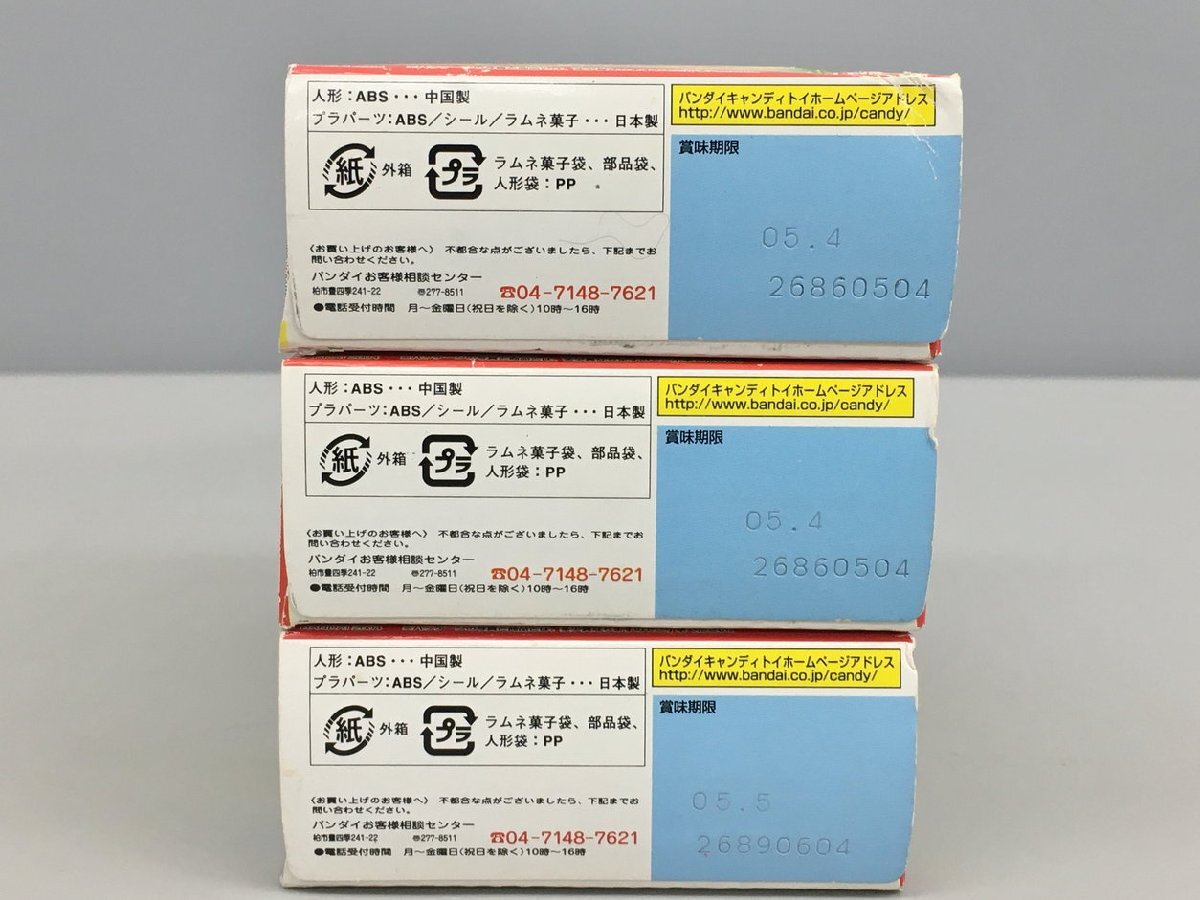 人形：ABS・・・中国製
プラパーツ：ABS／シール／ラムネ菓子・・・日本製
紙 外箱 プラ ラムネ菓子袋、部品袋、
人形袋：PP
〈お買い上げのお客様へ〉 不都合な点がございましたら、下記までお
問い合わせください。
バンダイお客様相談センター
柏市豊四季241-22 〠277-8511 ☎04-7148-7621
●電話受付時間 月〜金曜日(祝日を除く)10時〜16時
バンダイキャンディトイホームページアドレス
http://www.bandai.co.jp/candy/
賞味期限
05.4
26860504
人形：ABS・・・中国製
プラパーツ：ABS／シール／ラムネ菓子・・・日本製
紙 外箱 プラ ラムネ菓子袋、部品袋、
人形袋：PP
〈お買い上げのお客様へ〉 不都合な点がございましたら、下記までお
問い合わせください。
バンダイお客様相談センター
柏市豊四季241-22 〠277-8511 ☎04-7148-7621
●電話受付時間 月〜金曜日(祝日を除く)10時〜16時
バンダイキャンディトイホームページアドレス
http://www.bandai.co.jp/candy/
賞味期限
05.4
26860504
人形：ABS・・・中国製
プラパーツ：ABS／シール／ラムネ菓子・・・日本製
紙 外箱 プラ ラムネ菓子袋、部品袋、
人形袋：PP
〈お買い上げのお客様へ〉 不都合な点がございましたら、下記までお
問い合わせください。
バンダイお客様相談センター
柏市豊四季241-22 〠277-8511 ☎04-7148-7621
●電話受付時間 月〜金曜日(祝日を除く)10時〜16時
バンダイキャンディトイホームページアドレス
http://www.bandai.co.jp/candy/
賞味期限
05.5
26890604